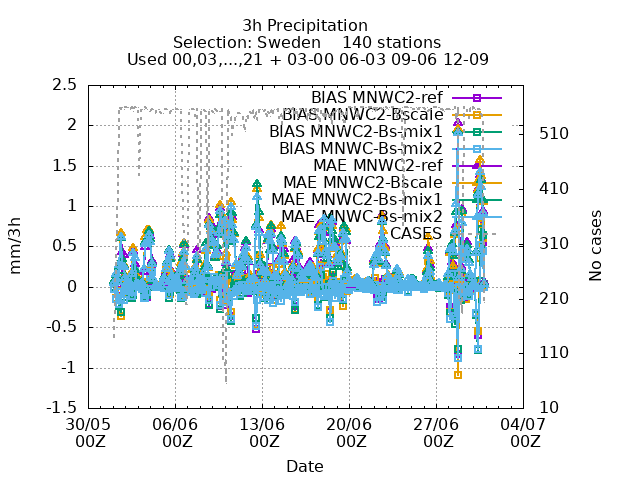 3h Precipitation
Selection: Sweden    140 stations
Used 00,03,...,21 + 03-00 06-03 09-06 12-09
2.5
2
1.5
1
0.5
0
-0.5
-1
-1.5
mm/3h
BIAS MNWC2-ref
BIAS MNWC2-Bscale
BIAS MNWC2-Bs-mix1
BIAS MNWC-Bs-mix2
MAE MNWC2-ref
MAE MNWC2-Bscale
MAE MNWC2-Bs-mix1
MAE MNWC-Bs-mix2
CASES
510
410
310
210
110
10
No cases
30/05 06/06 13/06 20/06 27/06 04/07
00Z 00Z 00Z 00Z 00Z 00Z
Date